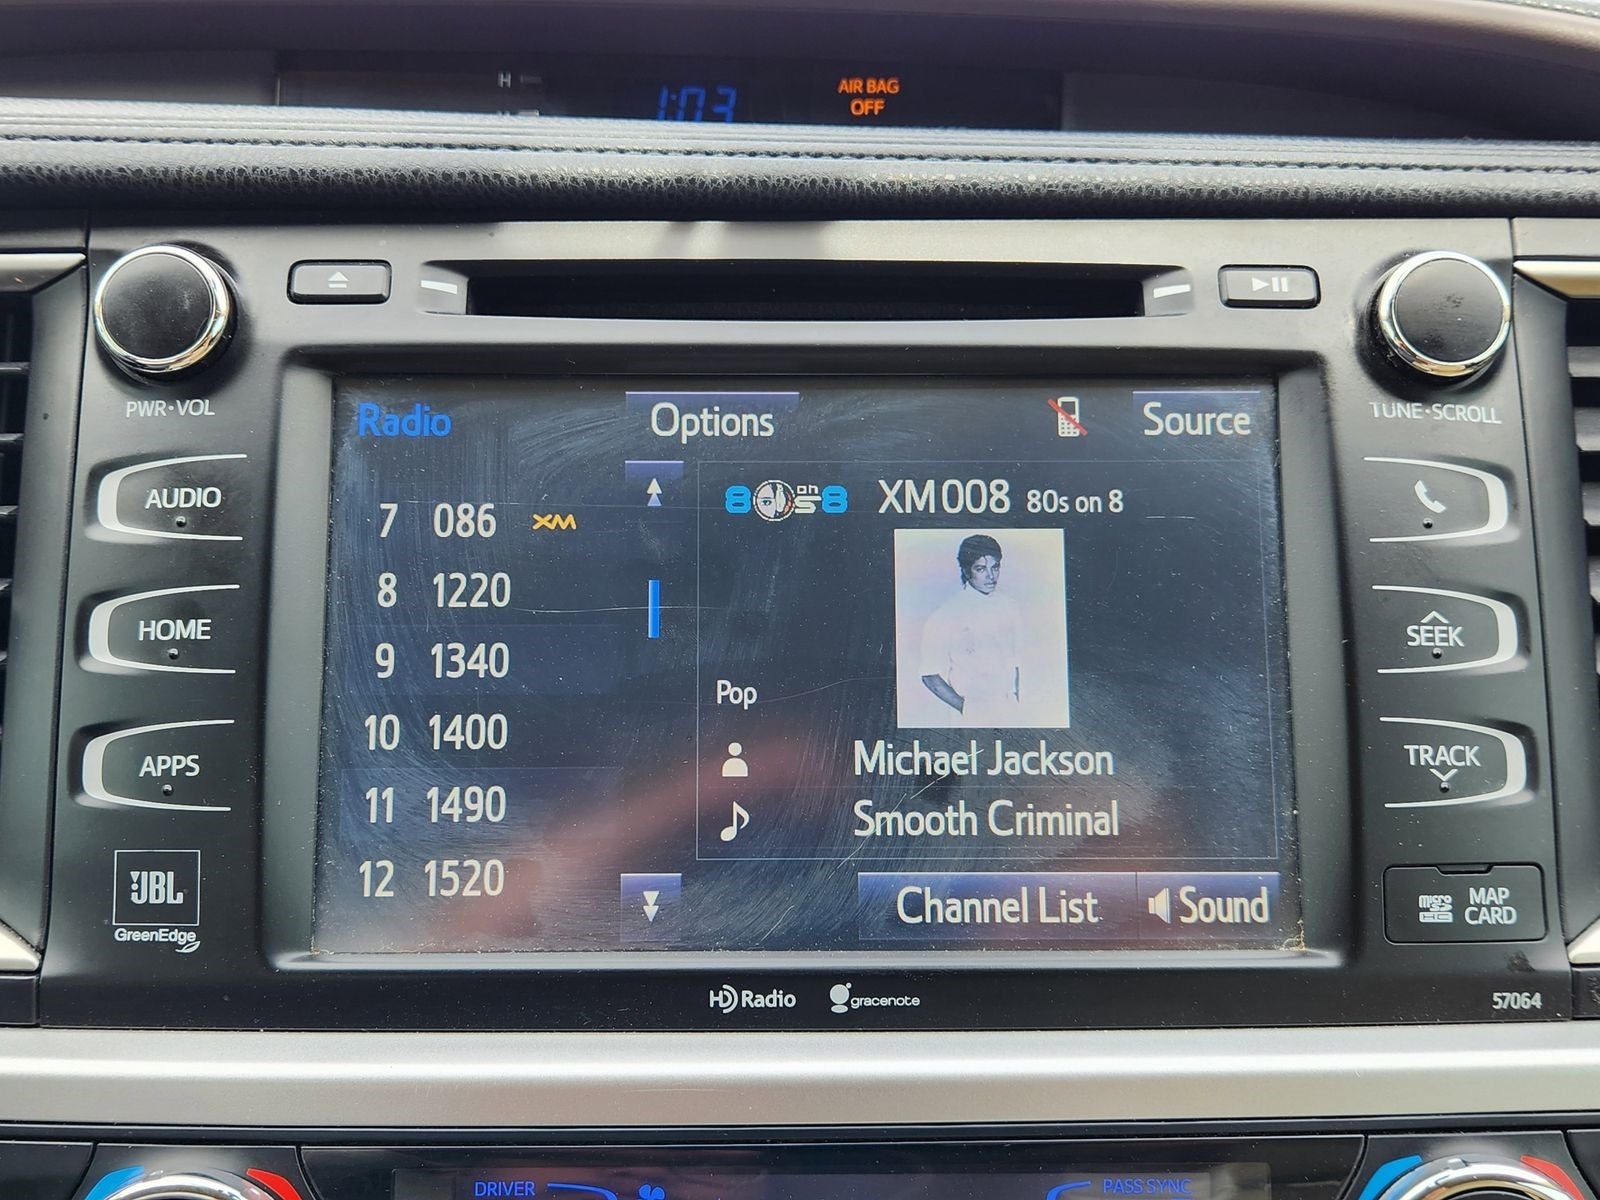 H
1:03
AIR BAG
OFF
PWR•VOL
TUNE•SCROLL
Radio
Options
Source
AUDIO
HOME
APPS
7 086 XM
8 1220
9 1340
10 1400
11 1490
12 1520
80s on 8
XM008 80s on 8
Pop
Michael Jackson
Smooth Criminal
Channel List
Sound
SEEK
TRACK
JBL
GreenEdge
micro
SD
HC
MAP
CARD
HD Radio
gracenote
57064
DRIVER
PASS SYNC